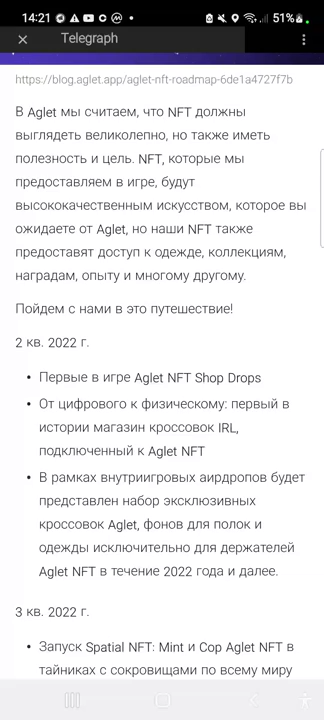 14:21
51%
Telegraph
https://blog.aglet.app/aglet-nft-roadmap-6de1a4727f7b
В Aglet мы считаем, что NFT должны
выглядеть великолепно, но также иметь
полезность и цель. NFT, которые мы
предоставляем в игре, будут
высококачественным искусством, которое вы
ожидаете от Aglet, но наши NFT также
предоставят доступ к одежде, коллекциям,
наградам, опыту и многому другому.
Пойдем с нами в это путешествие!
2 кв. 2022 г.
• Первые в игре Aglet NFT Shop Drops
• От цифрового к физическому: первый в
истории магазин кроссовок IRL,
подключенный к Aglet NFT
• В рамках внутриигровых аирдропов будет
представлен набор эксклюзивных
кроссовок Aglet, фонов для полок и
одежды исключительно для держателей
Aglet NFT в течение 2022 года и далее.
3 кв. 2022 г.
• Запуск Spatial NFT: Mint и Cop Aglet NFT в
тайниках с сокровищами по всему миру